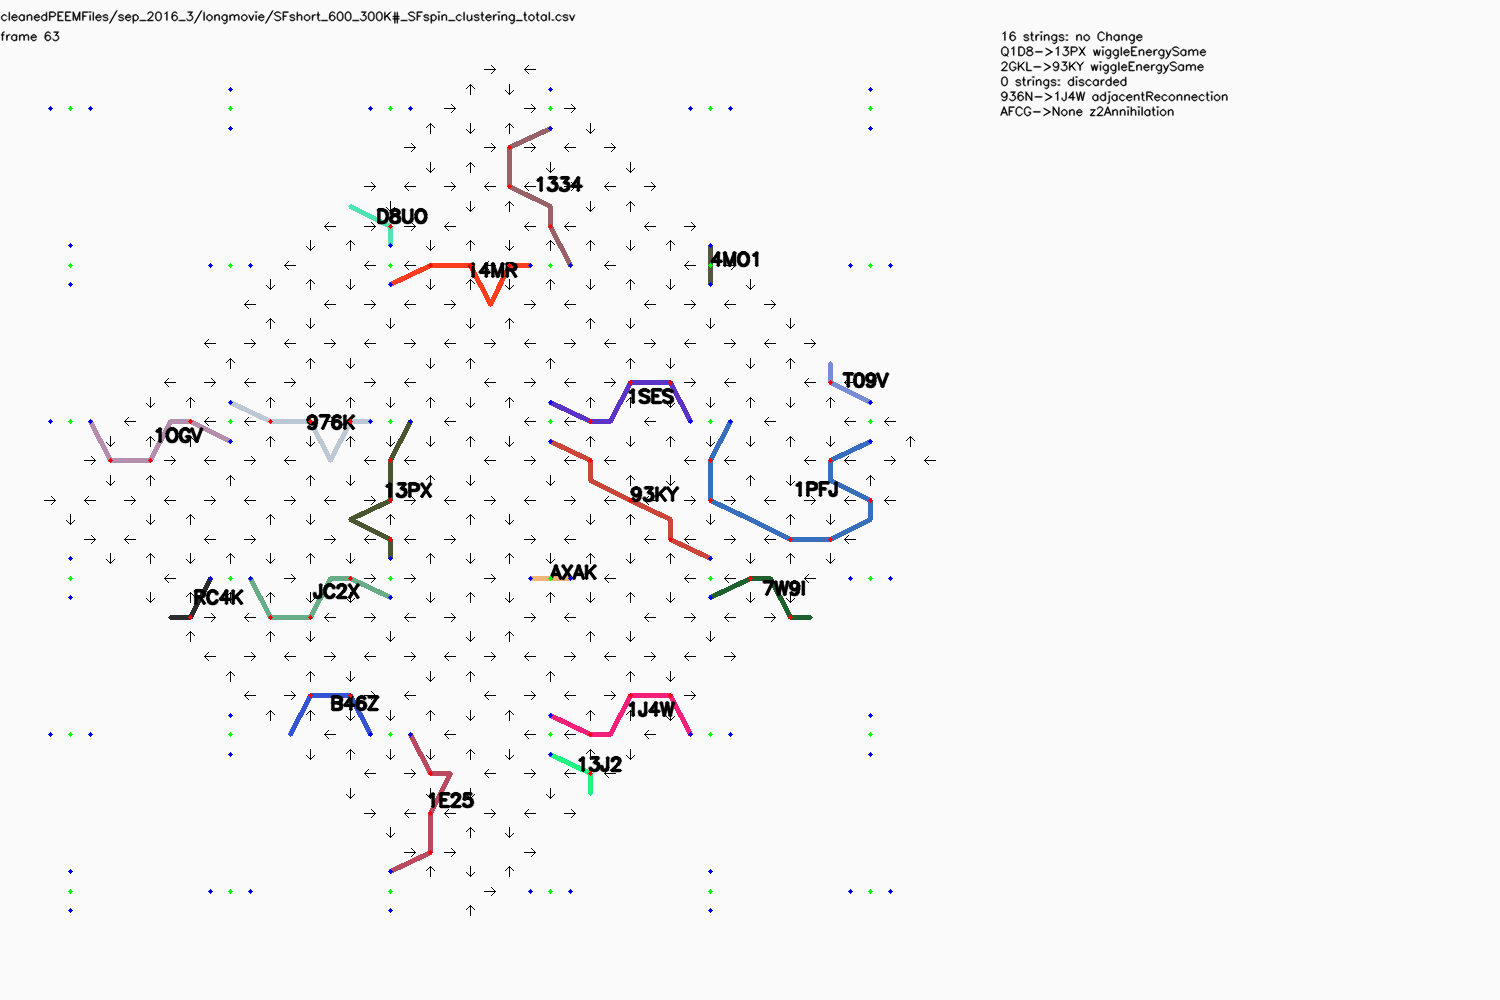 cleanedPEEMFiles/sep_2016_3/longmovie/SFshort_600_300K#_SFspin_clustering_total.csv
frame 63
16 strings: no Change
Q1D8->13PX wiggleEnergySame
2GKL->93KY wiggleEnergySame
0 strings: discarded
936N->1J4W adjacentReconnection
AFCG->None z2Annihilation
1334
D8U0
4M01
14MR
T09V
1SES
976K
10GV
13PX
93KY
1PFJ
AXAK
7W9I
JC2X
RC4K
B46Z
1J4W
13J2
1E25